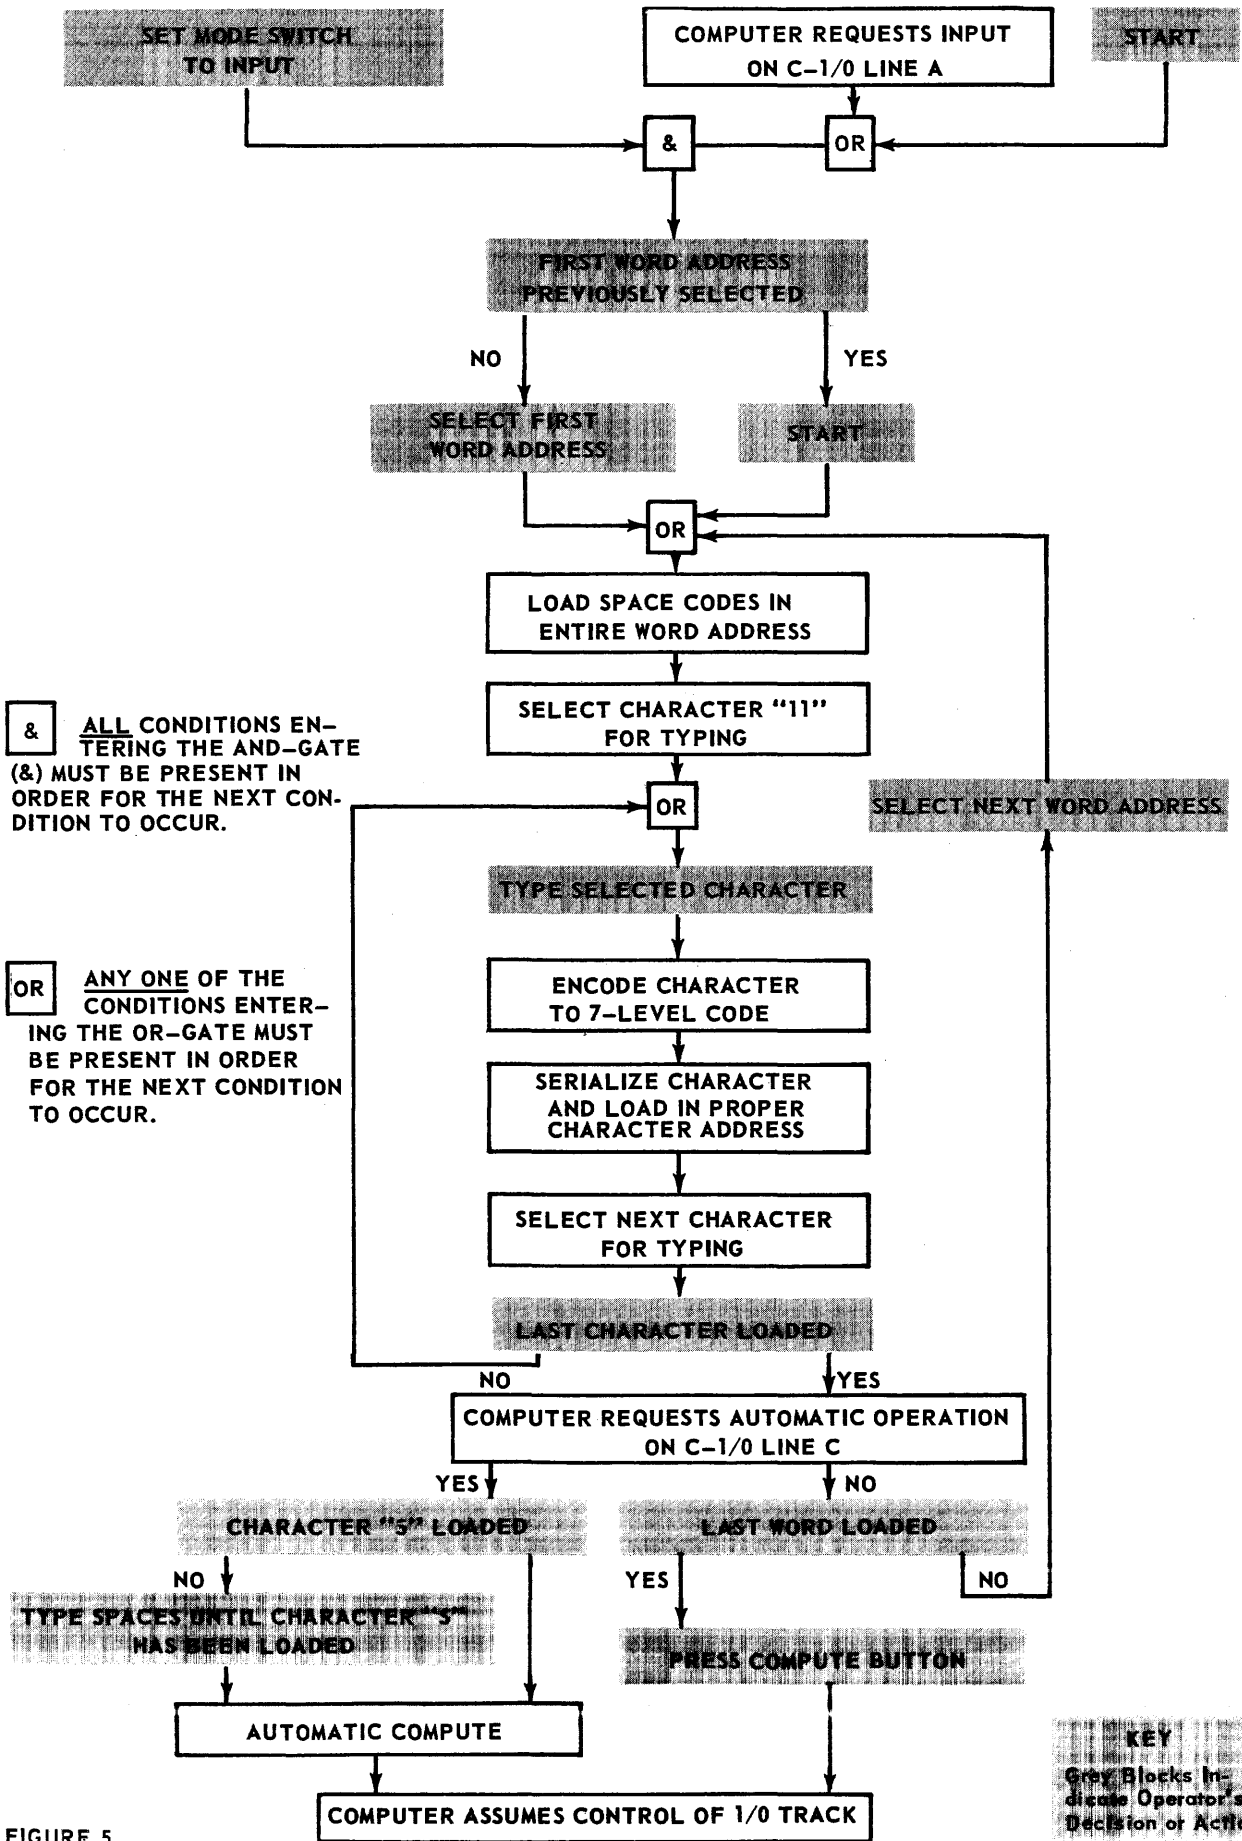 SET MODE SWITCH
TO INPUT
COMPUTER REQUESTS INPUT
ON C-1/0 LINE A
START
&
OR
FIRST WORD ADDRESS
PREVIOUSLY SELECTED
NO
YES
SELECT FIRST
WORD ADDRESS
START
OR
LOAD SPACE CODES IN
ENTIRE WORD ADDRESS
SELECT CHARACTER "11"
FOR TYPING
& ALL CONDITIONS EN-
TERING THE AND-GATE
(&) MUST BE PRESENT IN
ORDER FOR THE NEXT CON-
DITION TO OCCUR.
OR
SELECT NEXT WORD ADDRESS
TYPE SELECTED CHARACTER
OR ANY ONE OF THE
CONDITIONS ENTER-
ING THE OR-GATE MUST
BE PRESENT IN ORDER
FOR THE NEXT CONDITION
TO OCCUR.
ENCODE CHARACTER
TO 7-LEVEL CODE
SERIALIZE CHARACTER
AND LOAD IN PROPER
CHARACTER ADDRESS
SELECT NEXT CHARACTER
FOR TYPING
LAST CHARACTER LOADED
NO
YES
COMPUTER REQUESTS AUTOMATIC OPERATION
ON C-1/0 LINE C
YES
NO
CHARACTER "S" LOADED
LAST WORD LOADED
NO
YES
NO
TYPE SPACES UNTIL CHARACTER "S"
HAS BEEN LOADED
PRESS COMPUTE BUTTON
AUTOMATIC COMPUTE
COMPUTER ASSUMES CONTROL OF 1/0 TRACK
KEY
Grey Blocks In-
dicate Operator's
Decision or Actio
FIGURE 5